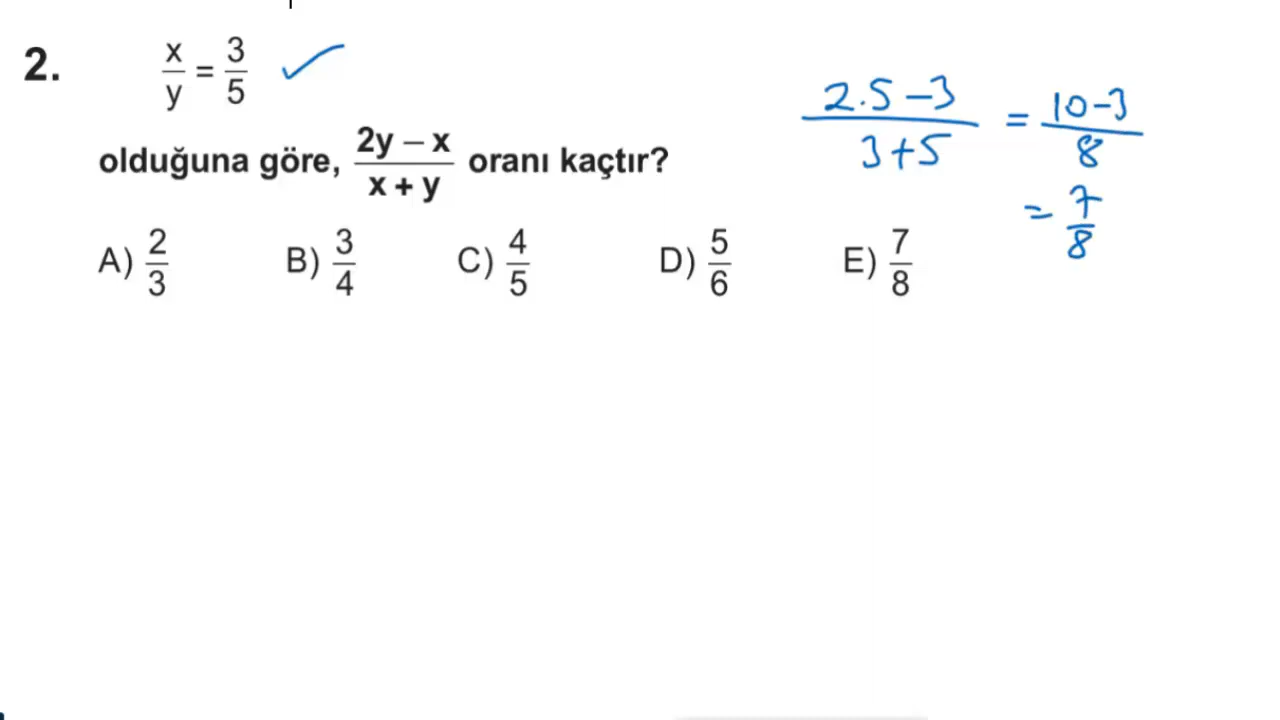 2. x/y = 3/5 ✓
olduğuna göre, (2y – x)/(x + y) oranı kaçtır?
A) 2/3 B) 3/4 C) 4/5 D) 5/6 E) 7/8
(2.5 – 3)/(3+5) = (10-3)/8
= 7/8